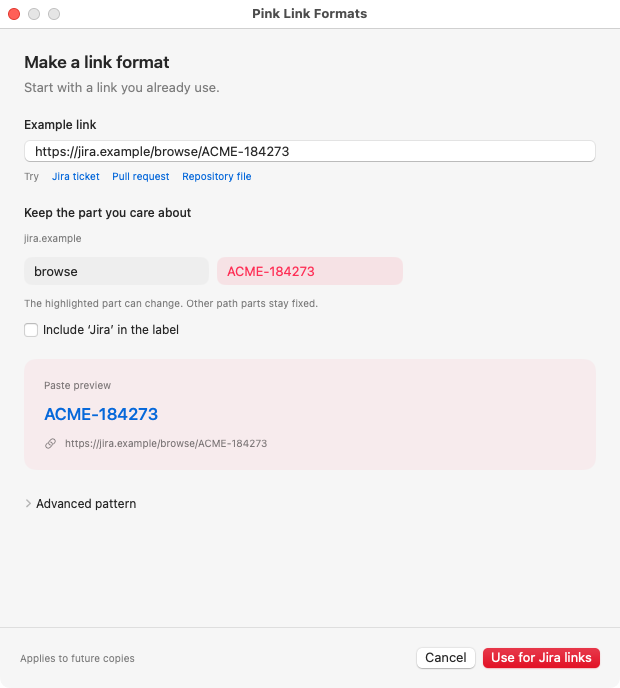 Pink Link Formats
Make a link format
Start with a link you already use.
Example link
https://jira.example/browse/ACME-184273
Try Jira ticket Pull request Repository file
Keep the part you care about
jira.example
browse ACME-184273
The highlighted part can change. Other path parts stay fixed.
Include ‘Jira’ in the label
Paste preview
ACME-184273
https://jira.example/browse/ACME-184273
Advanced pattern
Applies to future copies Cancel Use for Jira links